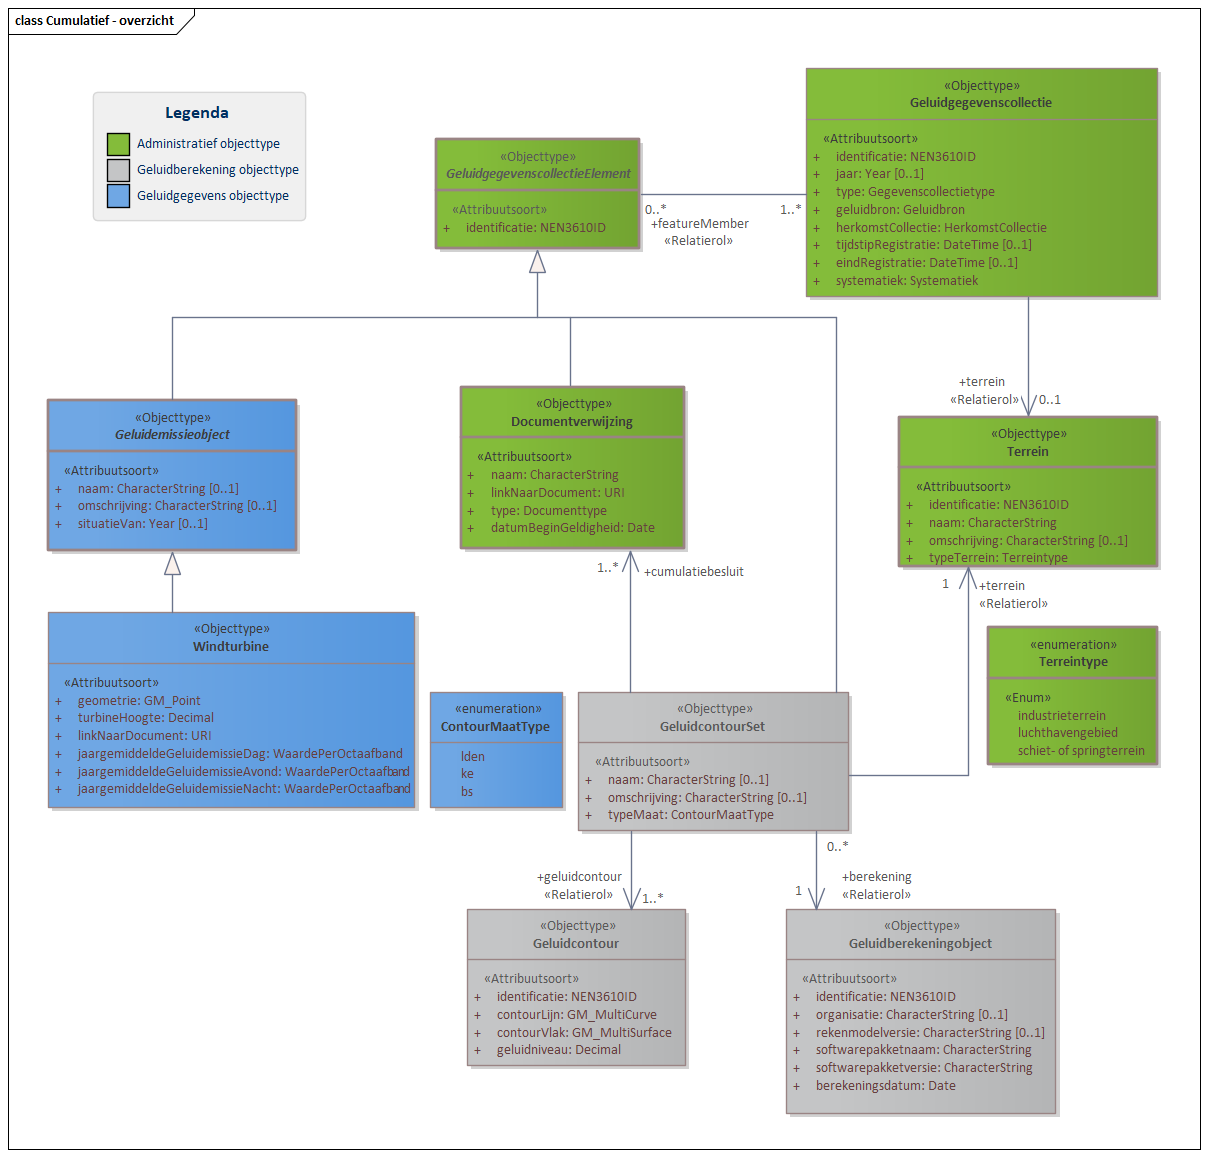 class Cumulatief - overzicht
Legenda
Administratief objecttype
Geluidberekening objecttype
Geluidgegevens objecttype
«Objecttype»
GeluidgegevenscollectieElement
«Attribuutsoort»
+ identificatie: NEN3610ID
0..*
+featureMember
«Relatierol»
1..*
«Objecttype»
Geluidgegevenscollectie
«Attribuutsoort»
+ identificatie: NEN3610ID
+ jaar: Year [0..1]
+ type: Gegevenscollectietype
+ geluidbron: Geluidbron
+ herkomstCollectie: HerkomstCollectie
+ tijdstipRegistratie: DateTime [0..1]
+ eindRegistratie: DateTime [0..1]
+ systematiek: Systematiek
+terrein
«Relatierol»
0..1
«Objecttype»
Geluidemissieobject
«Attribuutsoort»
+ naam: CharacterString [0..1]
+ omschrijving: CharacterString [0..1]
+ situatieVan: Year [0..1]
«Objecttype»
Documentverwijzing
«Attribuutsoort»
+ naam: CharacterString
+ linkNaarDocument: URI
+ type: Documenttype
+ datumBeginGeldigheid: Date
«Objecttype»
Terrein
«Attribuutsoort»
+ identificatie: NEN3610ID
+ naam: CharacterString
+ omschrijving: CharacterString [0..1]
+ typeTerrein: Terreintype
1..*
+cumulatiebesluit
1
+terrein
«Relatierol»
«Objecttype»
Windturbine
«Attribuutsoort»
+ geometrie: GM_Point
+ turbineHoogte: Decimal
+ linkNaarDocument: URI
+ jaargemiddeldeGeluidemissieDag: WaardePerOctaafband
+ jaargemiddeldeGeluidemissieAvond: WaardePerOctaafband
+ jaargemiddeldeGeluidemissieNacht: WaardePerOctaafband
«enumeration»
ContourMaatType
lden
ke
bs
«Objecttype»
GeluidcontourSet
«Attribuutsoort»
+ naam: CharacterString [0..1]
+ omschrijving: CharacterString [0..1]
+ typeMaat: ContourMaatType
«enumeration»
Terreintype
«Enum»
industrieterrein
luchthavengebied
schiet- of springterrein
+geluidcontour
«Relatierol»
1..*
0..*
1
+berekening
«Relatierol»
«Objecttype»
Geluidcontour
«Attribuutsoort»
+ identificatie: NEN3610ID
+ contourLijn: GM_MultiCurve
+ contourVlak: GM_MultiSurface
+ geluidniveau: Decimal
«Objecttype»
Geluidberekeningobject
«Attribuutsoort»
+ identificatie: NEN3610ID
+ organisatie: CharacterString [0..1]
+ rekenmodelversie: CharacterString [0..1]
+ softwarepakketnaam: CharacterString
+ softwarepakketversie: CharacterString
+ berekeningsdatum: Date